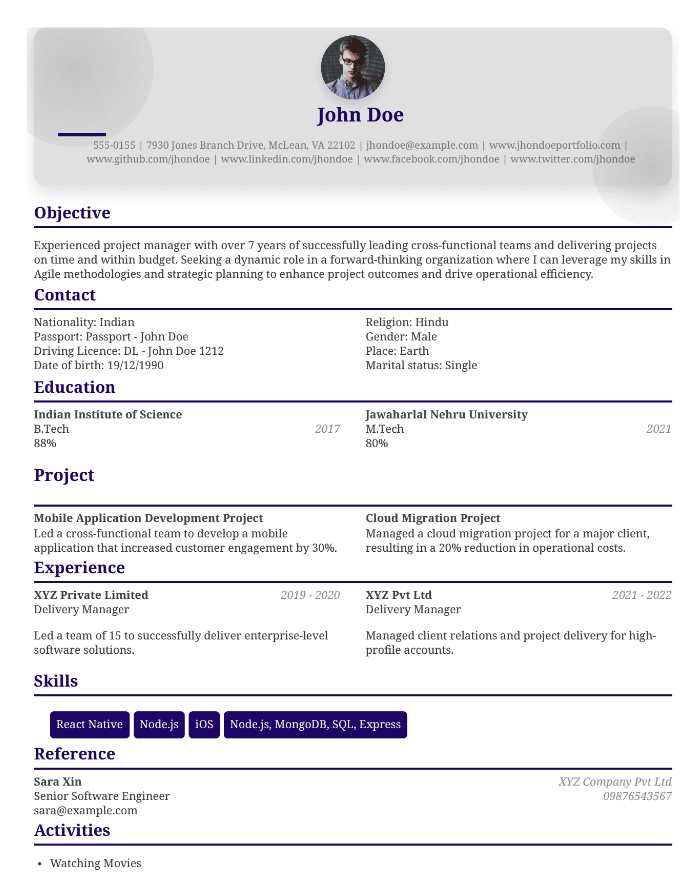 John Doe
555-0155 | 7930 Jones Branch Drive, McLean, VA 22102 | jhondoe@example.com | www.jhondoeportfolio.com |
www.github.com/jhondoe | www.linkedin.com/jhondoe | www.facebook.com/jhondoe | www.twitter.com/jhondoe
Objective
Experienced project manager with over 7 years of successfully leading cross-functional teams and delivering projects
on time and within budget. Seeking a dynamic role in a forward-thinking organization where I can leverage my skills in
Agile methodologies and strategic planning to enhance project outcomes and drive operational efficiency.
Contact
Nationality: Indian
Passport: Passport - John Doe
Driving Licence: DL - John Doe 1212
Date of birth: 19/12/1990
Religion: Hindu
Gender: Male
Place: Earth
Marital status: Single
Education
Indian Institute of Science
B.Tech 2017
88%
Jawaharlal Nehru University
M.Tech 2021
80%
Project
Mobile Application Development Project
Led a cross-functional team to develop a mobile
application that increased customer engagement by 30%.
Cloud Migration Project
Managed a cloud migration project for a major client,
resulting in a 20% reduction in operational costs.
Experience
XYZ Private Limited 2019 - 2020
Delivery Manager
Led a team of 15 to successfully deliver enterprise-level
software solutions.
XYZ Pvt Ltd 2021 - 2022
Delivery Manager
Managed client relations and project delivery for high-
profile accounts.
Skills
React Native Node.js iOS Node.js, MongoDB, SQL, Express
Reference
Sara Xin XYZ Company Pvt Ltd
Senior Software Engineer 09876543567
sara@example.com
Activities
• Watching Movies